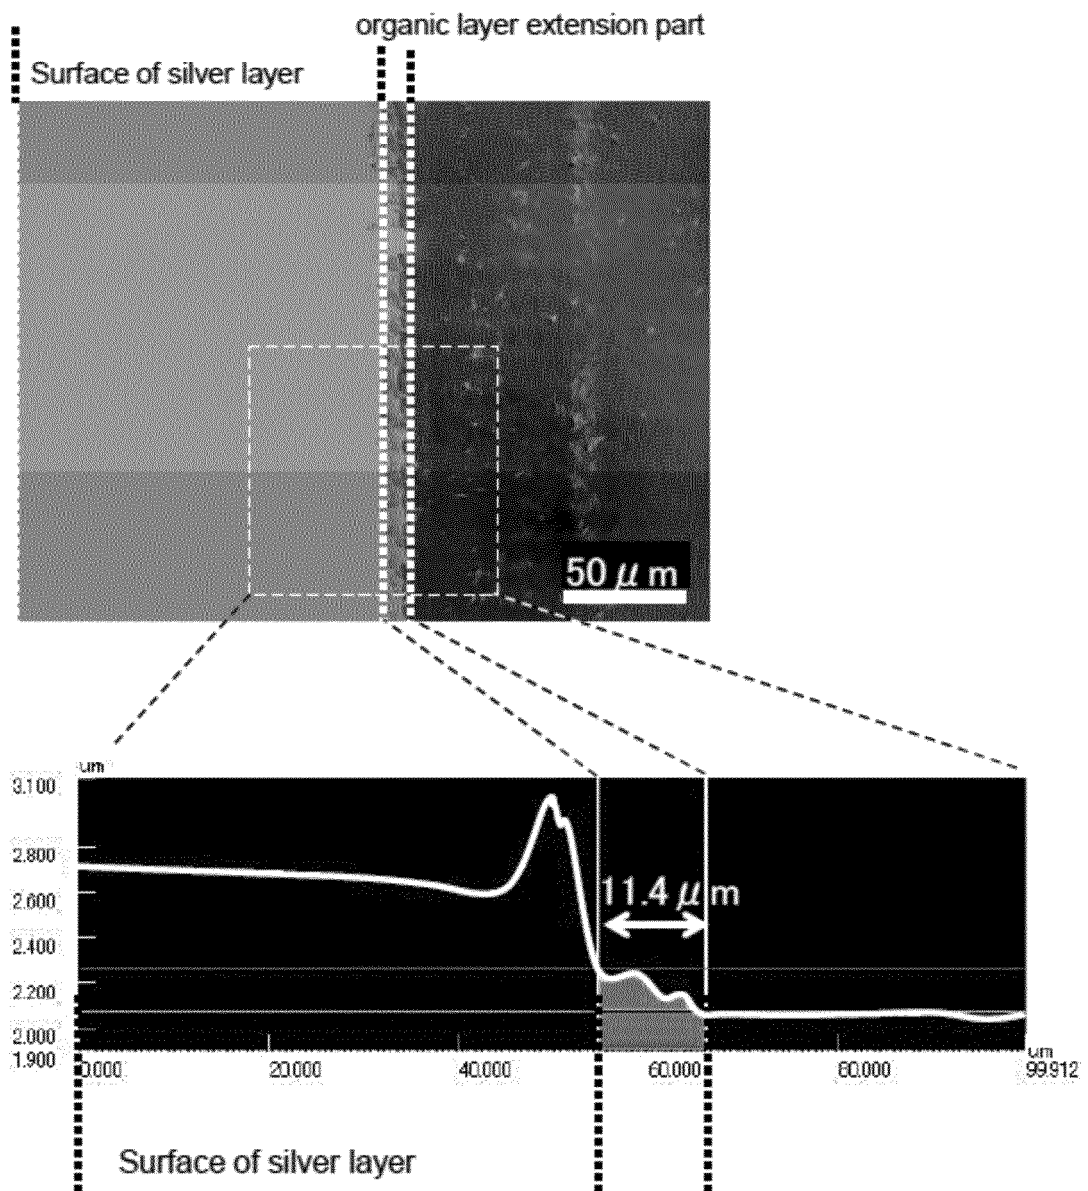 organic layer extension part
Surface of silver layer
50 μ m
um
3.100
2.800
2.600
2.400
2.200
2.000
1.900
11.4 μ m
0.000
20.000
40.000
60.000
80.000
um
99.912
Surface of silver layer